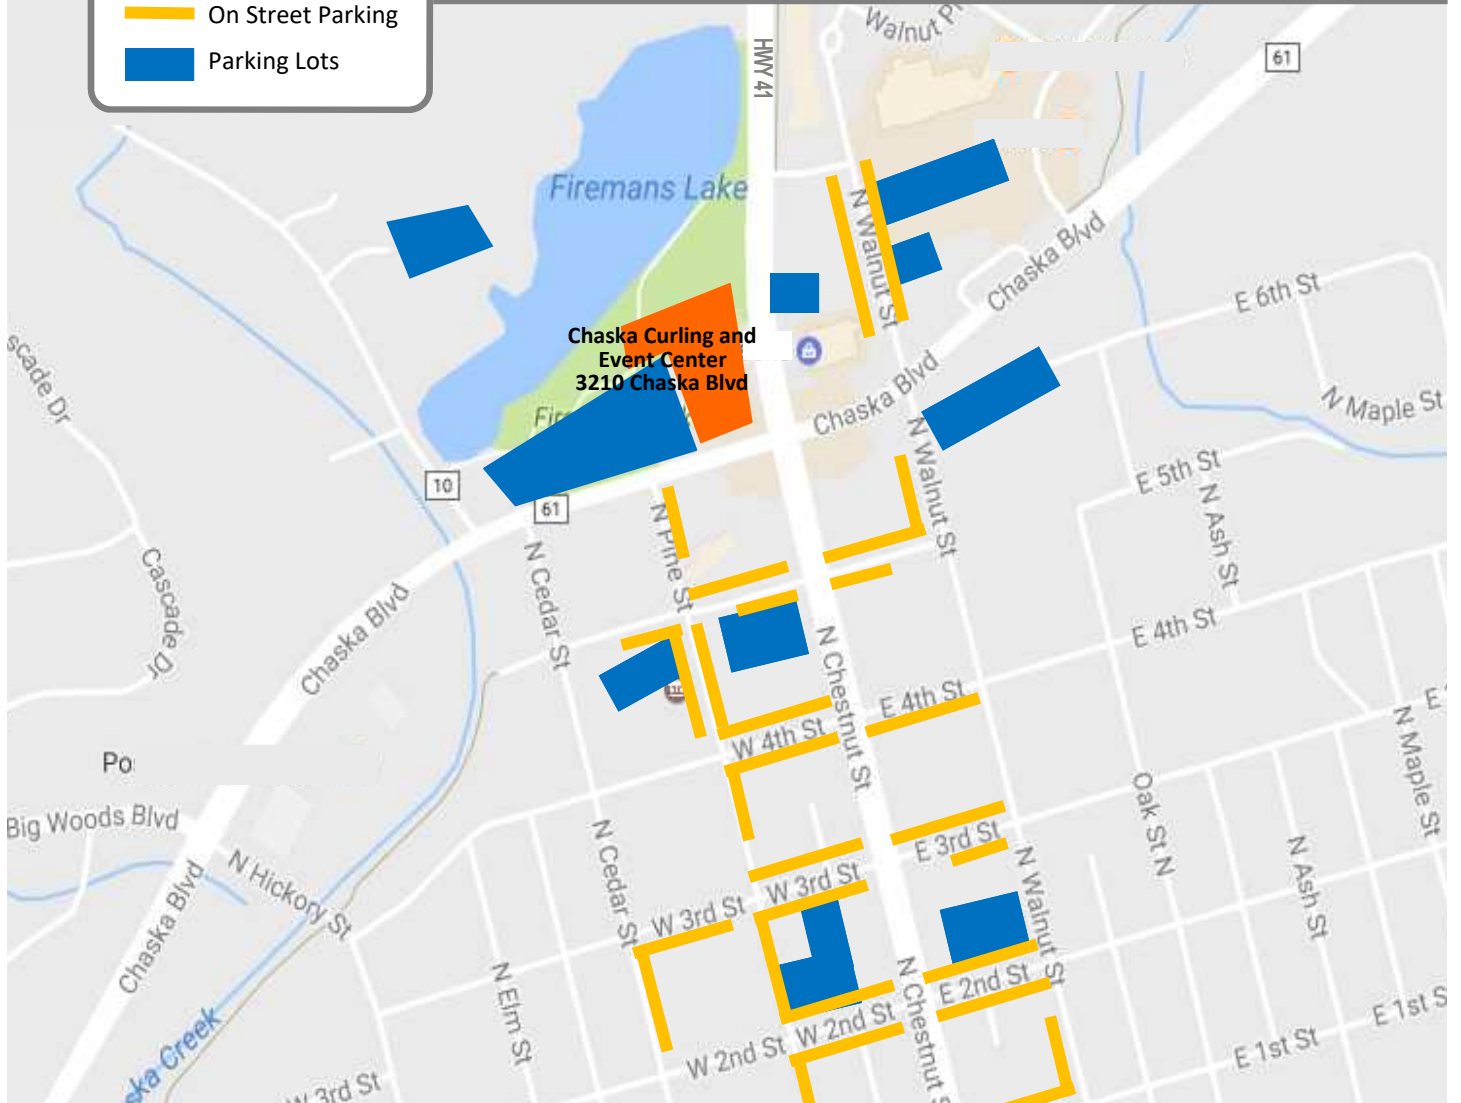 On Street Parking
Parking Lots
HWY 41
Walnut
61
Firemans Lake
N Walnut St
Chaska Blvd
E 6th St
Chaska Curling and
Event Center
3210 Chaska Blvd
Chaska Blvd
N Maple St
Cascade Dr
10
61
N Walnut St
E 5th St
N Ash St
N Pine St
N Cedar St
Chaska Blvd
E 4th St
N Chestnut St
E 4th St
W 4th St
N Maple St
Po
Big Woods Blvd
N Hickory St
Chaska Blvd
N Cedar St
E 3rd St
W 3rd St
W 3rd St
Oak St N
N Ash St
N Walnut St
N Elm St
N Chestnut S
E 2nd St
W 2nd St
W 2nd St
E 1st St
E 1st S
ska Creek
W 3rd St
scade Dr